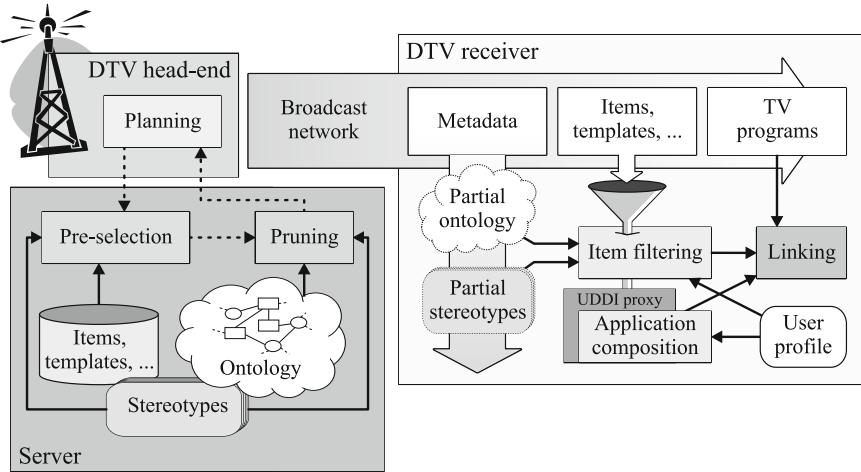 DTV head-end
Planning
Broadcast
network
DTV receiver
Metadata
Items,
templates, ...
TV
programs
Pre-selection
Pruning
Items,
templates, ...
Ontology
Stereotypes
Server
Partial
ontology
Partial
stereotypes
Item filtering
Linking
UDDI proxy
Application
composition
User
profile